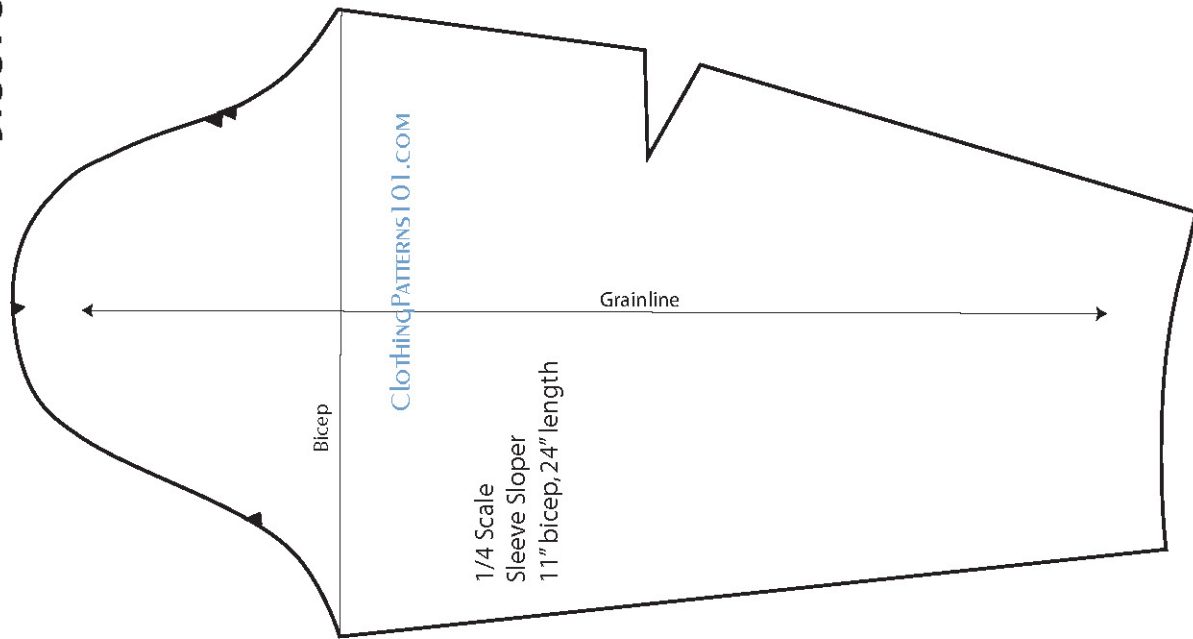 Bicep
ClothingPatterns101.com
Grainline
1/4 Scale
Sleeve Sloper
11" bicep, 24" length